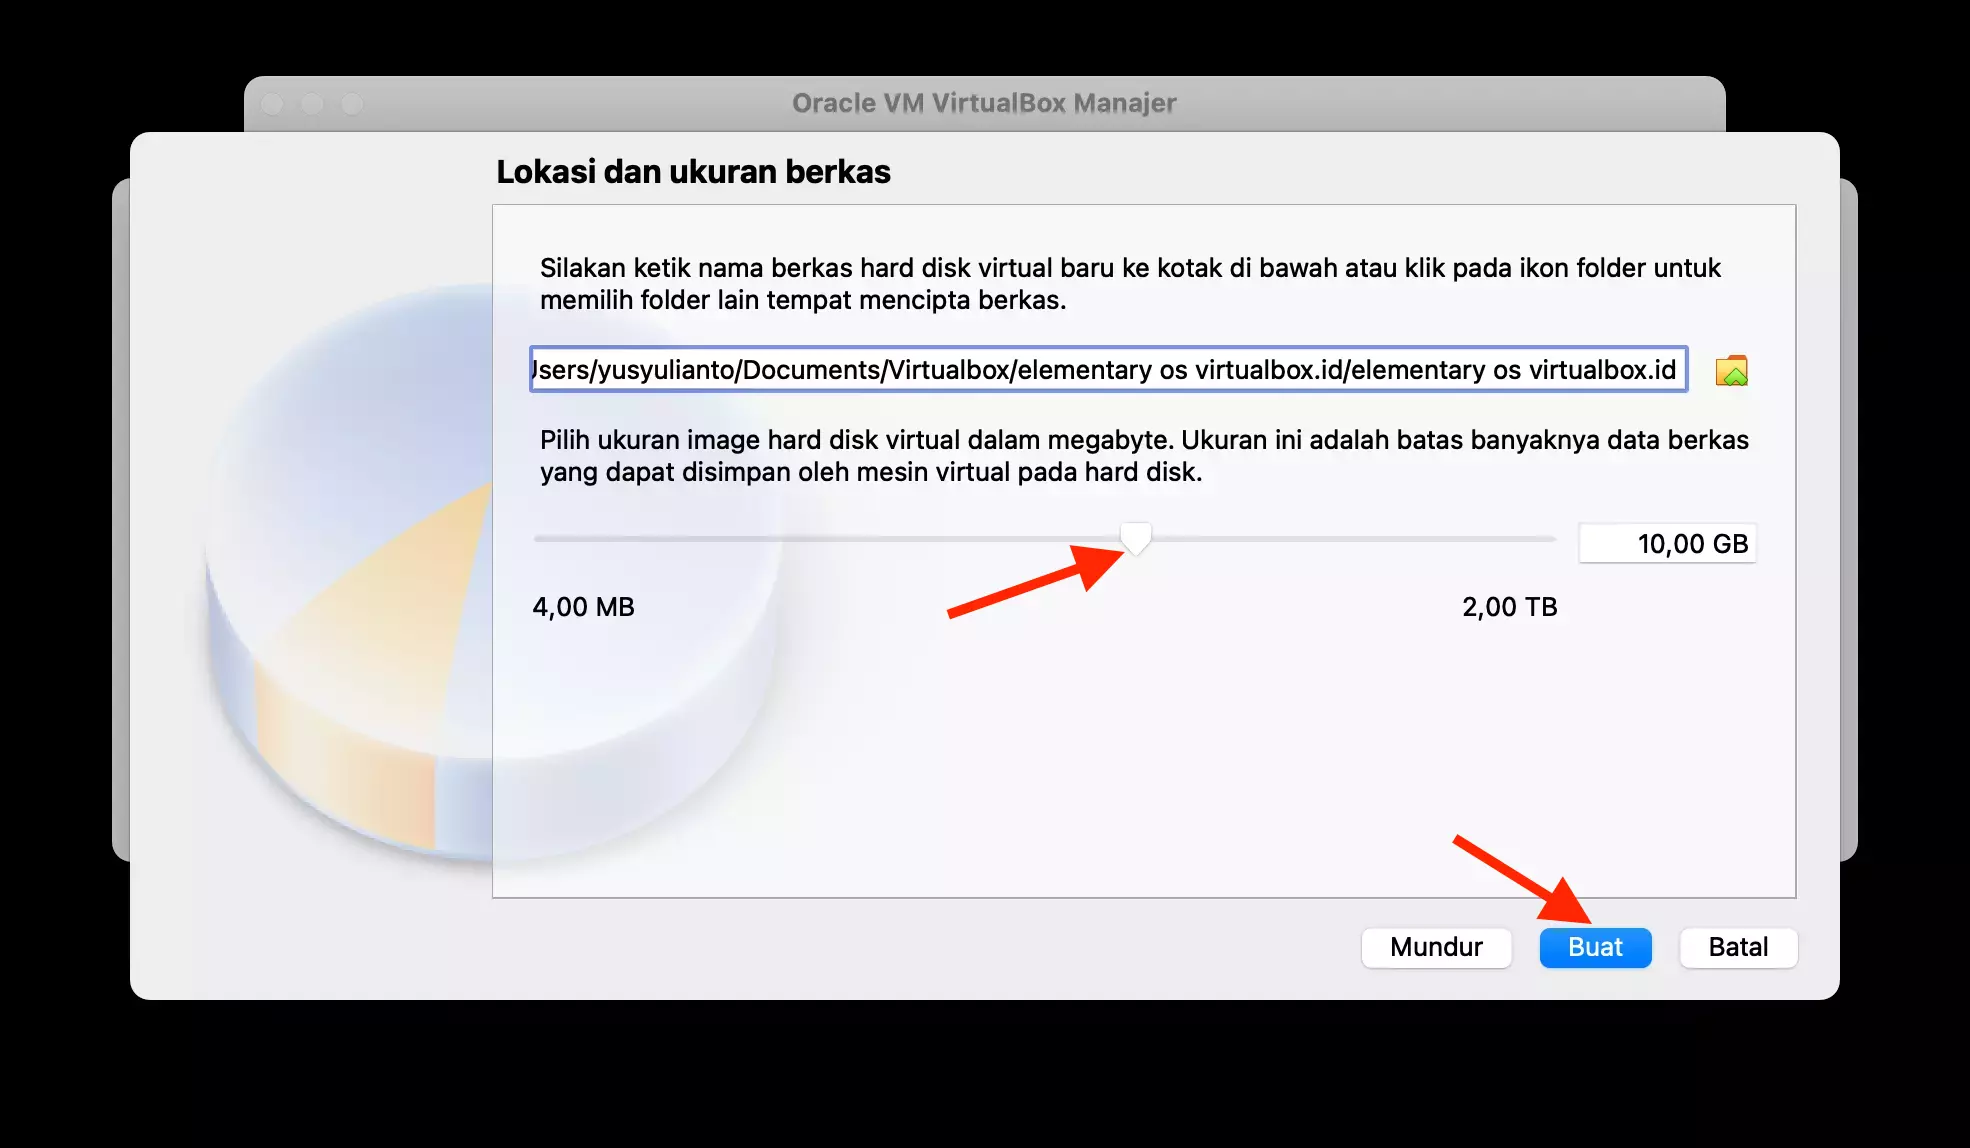 Oracle VM VirtualBox Manajer
Lokasi dan ukuran berkas
Silakan ketik nama berkas hard disk virtual baru ke kotak di bawah atau klik pada ikon folder untuk
memilih folder lain tempat mencipta berkas.
Jsers/yusyulianto/Documents/Virtualbox/elementary os virtualbox.id/elementary os virtualbox.id
Pilih ukuran image hard disk virtual dalam megabyte. Ukuran ini adalah batas banyaknya data berkas
yang dapat disimpan oleh mesin virtual pada hard disk.
10,00 GB
4,00 MB
2,00 TB
Mundur
Buat
Batal